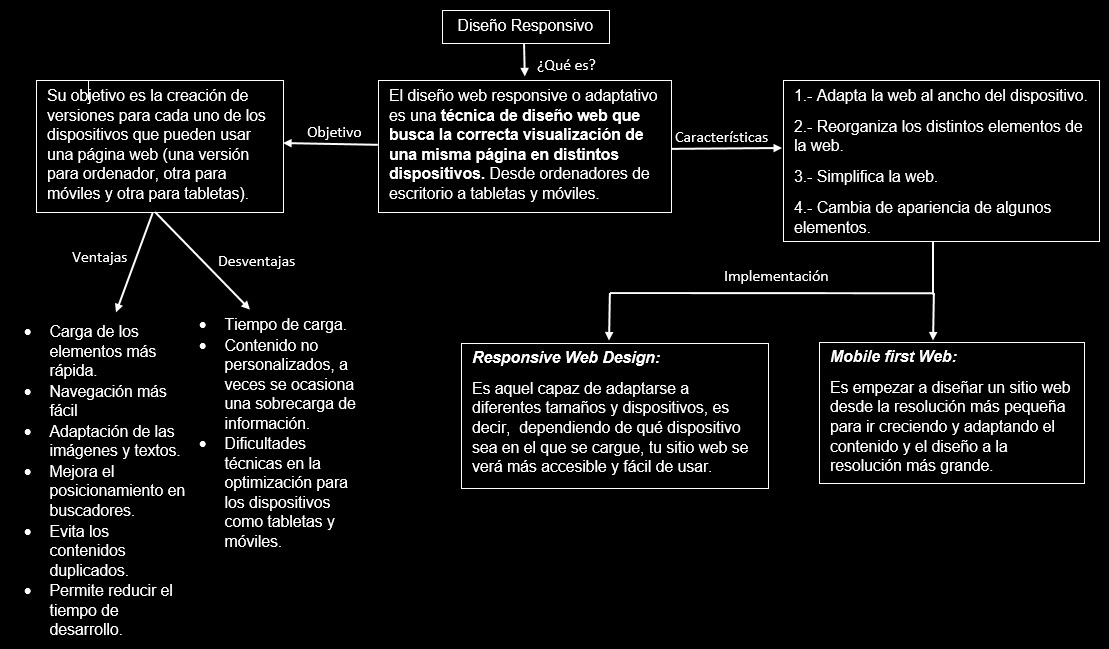 Diseño Responsivo
¿Qué es?
El diseño web responsive o adaptativo
es una técnica de diseño web que
busca la correcta visualización de
una misma página en distintos
dispositivos. Desde ordenadores de
escritorio a tabletas y móviles.
Objetivo
Su objetivo es la creación de
versiones para cada uno de los
dispositivos que pueden usar
una página web (una versión
para ordenador, otra para
móviles y otra para tabletas).
Características
1.- Adapta la web al ancho del dispositivo.
2.- Reorganiza los distintos elementos de
la web.
3.- Simplifica la web.
4.- Cambia de apariencia de algunos
elementos.
Ventajas
• Carga de los
elementos más
rápida.
• Navegación más
fácil
• Adaptación de las
imágenes y textos.
• Mejora el
posicionamiento en
buscadores.
• Evita los
contenidos
duplicados.
• Permite reducir el
tiempo de
desarrollo.
Desventajas
• Tiempo de carga.
• Contenido no
personalizados, a
veces se ocasiona
una sobrecarga de
información.
• Dificultades
técnicas en la
optimización para
los dispositivos
como tabletas y
móviles.
Implementación
Responsive Web Design:
Es aquel capaz de adaptarse a
diferentes tamaños y dispositivos, es
decir,  dependiendo de qué dispositivo
sea en el que se cargue, tu sitio web se
verá más accesible y fácil de usar.
Mobile first Web:
Es empezar a diseñar un sitio web
desde la resolución más pequeña
para ir creciendo y adaptando el
contenido y el diseño a la
resolución más grande.